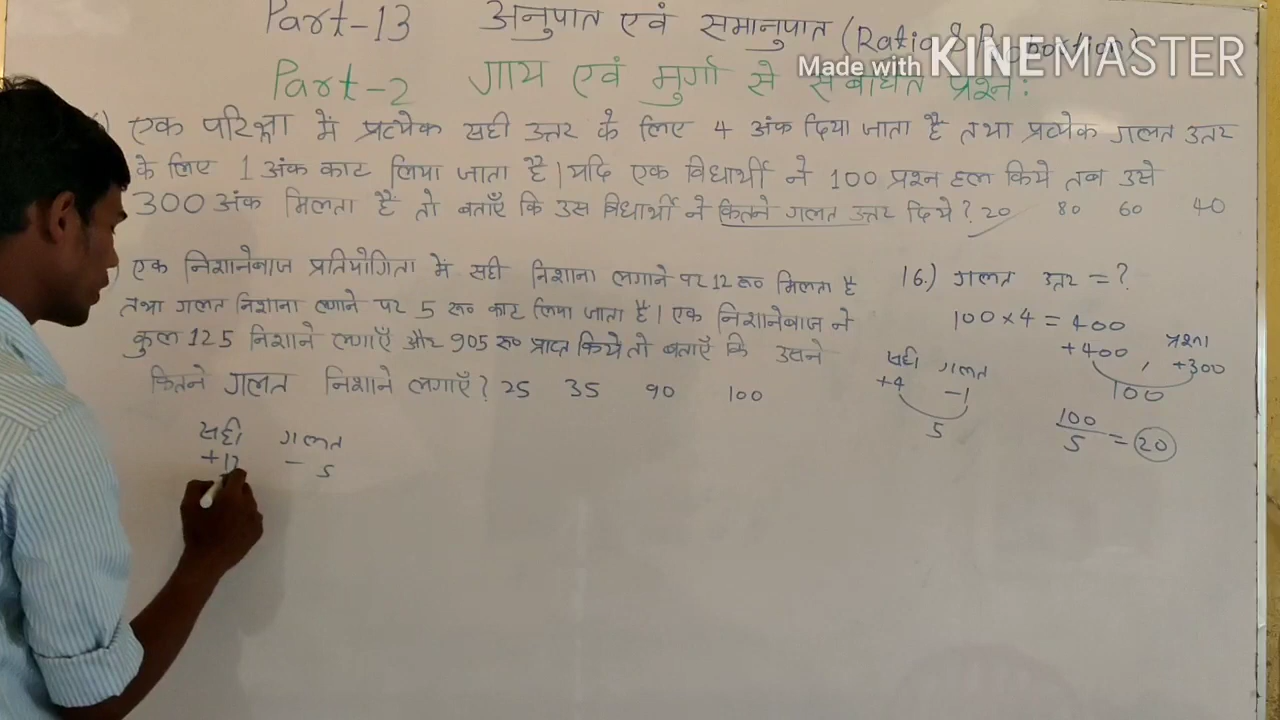 Part-13 अनुपात एवं समानुपात (Ratio &
Made with KINEMASTER
Part-2 गाय एवं मुर्गा से संबंधित प्रश्न:
) एक परिक्षा में प्रत्येक सही उत्तर के लिए 4 अंक दिया जाता है तथा प्रत्येक गलत उत्तर
के लिए 1 अंक काट लिया जाता है। यदि एक विधार्थी ने 100 प्रश्न हल किये तब उसे
300 अंक मिलता है तो बताएँ कि उस विधार्थी ने कितने गलत उत्तर दिये? 20 80 60 40
) एक निशानेबाज प्रतियोगिता में सही निशाना लगाने पर 12 रू० मिलता है
तथा गलत निशाना लगाने पर 5 रू० काट लिया जाता है। एक निशानेबाज ने
कुल 125 निशाने लगाएँ और 905 रू० प्राप्त किये तो बताएँ कि उसने
कितने गलत निशाने लगाएँ? 25 35 90 100
सही गलत
+12 - 5
16.) गलत उत्तर = ?
100 × 4 = 400
सही गलत
+4 -1
5
+400 , +300
100
100/5 = 20